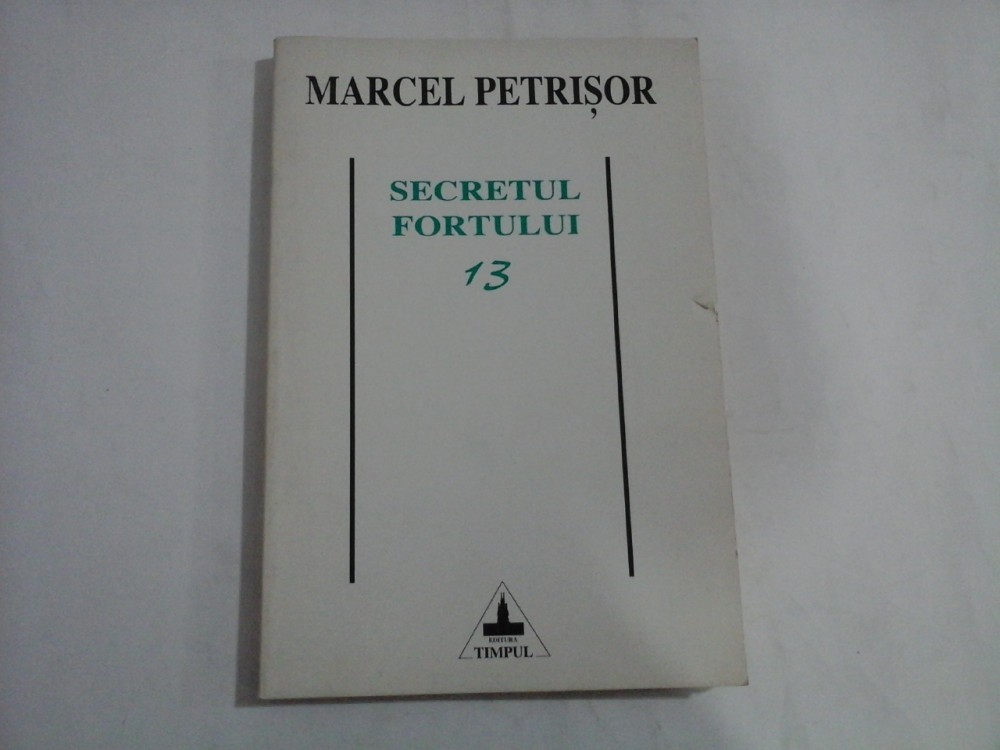 MARCEL PETRIȘOR
SECRETUL
FORTULUI
13
EDITURA
TIMPUL